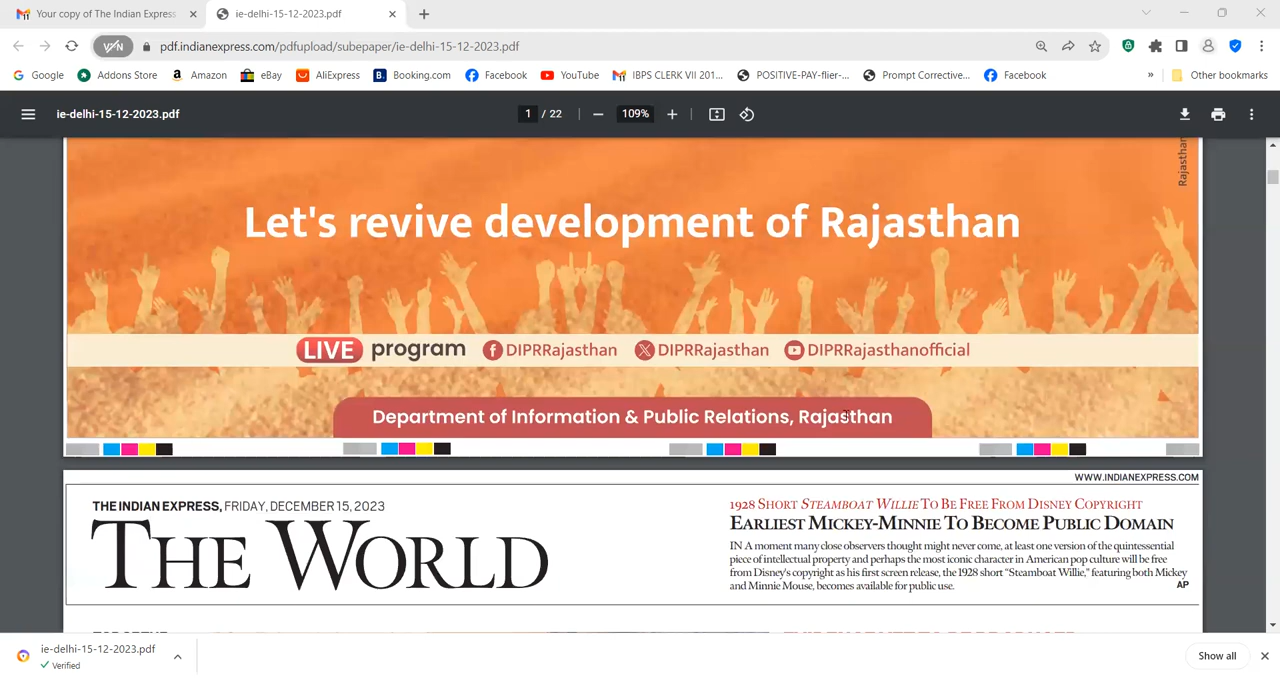 Your copy of The Indian Express
ie-delhi-15-12-2023.pdf
VPN
pdf.indianexpress.com/pdfupload/subepaper/ie-delhi-15-12-2023.pdf
Google
Addons Store
Amazon
eBay
AliExpress
Booking.com
Facebook
YouTube
IBPS CLERK VII 201...
POSITIVE-PAY-flier-...
Prompt Corrective...
Facebook
»
Other bookmarks
ie-delhi-15-12-2023.pdf
1 / 22
109%
Rajasthan
Let's revive development of Rajasthan
LIVE program DIPRRajasthan DIPRRajasthan DIPRRajasthanofficial
Department of Information & Public Relations, Rajasthan
WWW.INDIANEXPRESS.COM
THE INDIAN EXPRESS, FRIDAY, DECEMBER 15, 2023
THE WORLD
1928 SHORT STEAMBOAT WILLIE TO BE FREE FROM DISNEY COPYRIGHT
EARLIEST MICKEY-MINNIE TO BECOME PUBLIC DOMAIN
IN A moment many close observers thought might never come, at least one version of the quintessential
piece of intellectual property and perhaps the most iconic character in American pop culture will be free
from Disney's copyright as his first screen release, the 1928 short "Steamboat Willie," featuring both Mickey
and Minnie Mouse, becomes available for public use.
AP
ie-delhi-15-12-2023.pdf
Verified
Show all